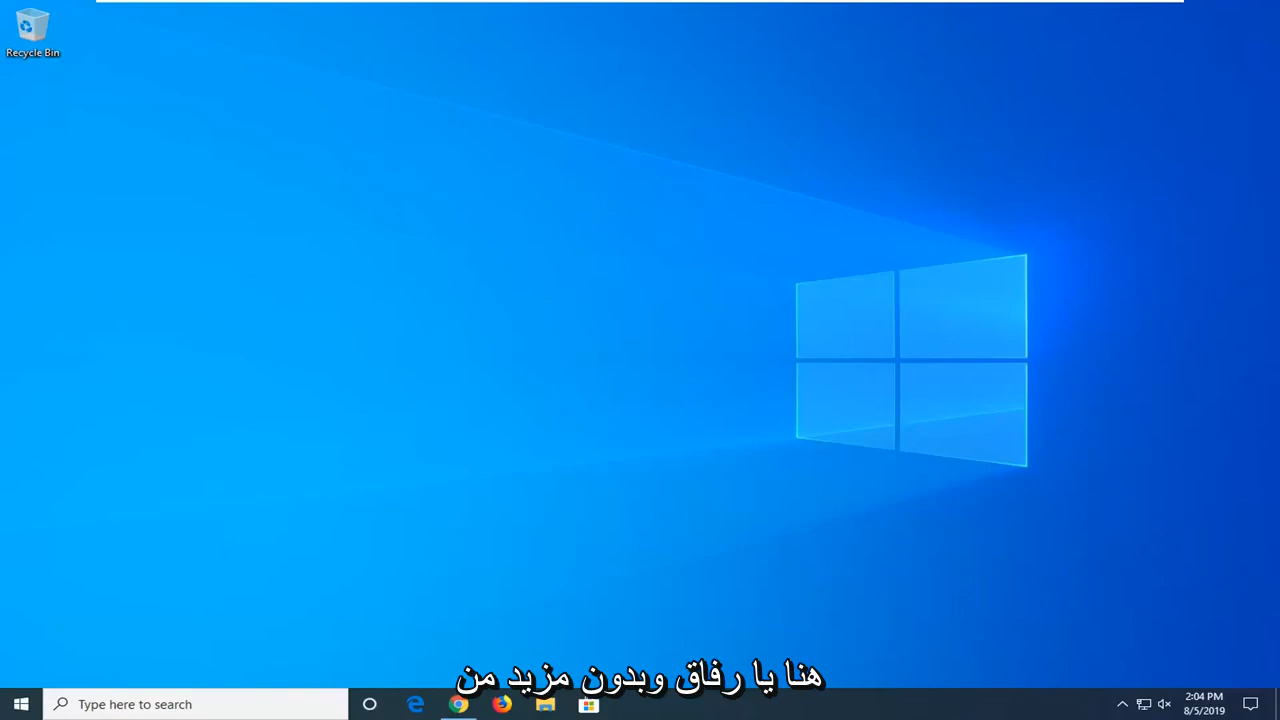 Recycle Bin
هنا يا رفاق وبدون مزيد من
Type here to search
2:04 PM
8/5/2019